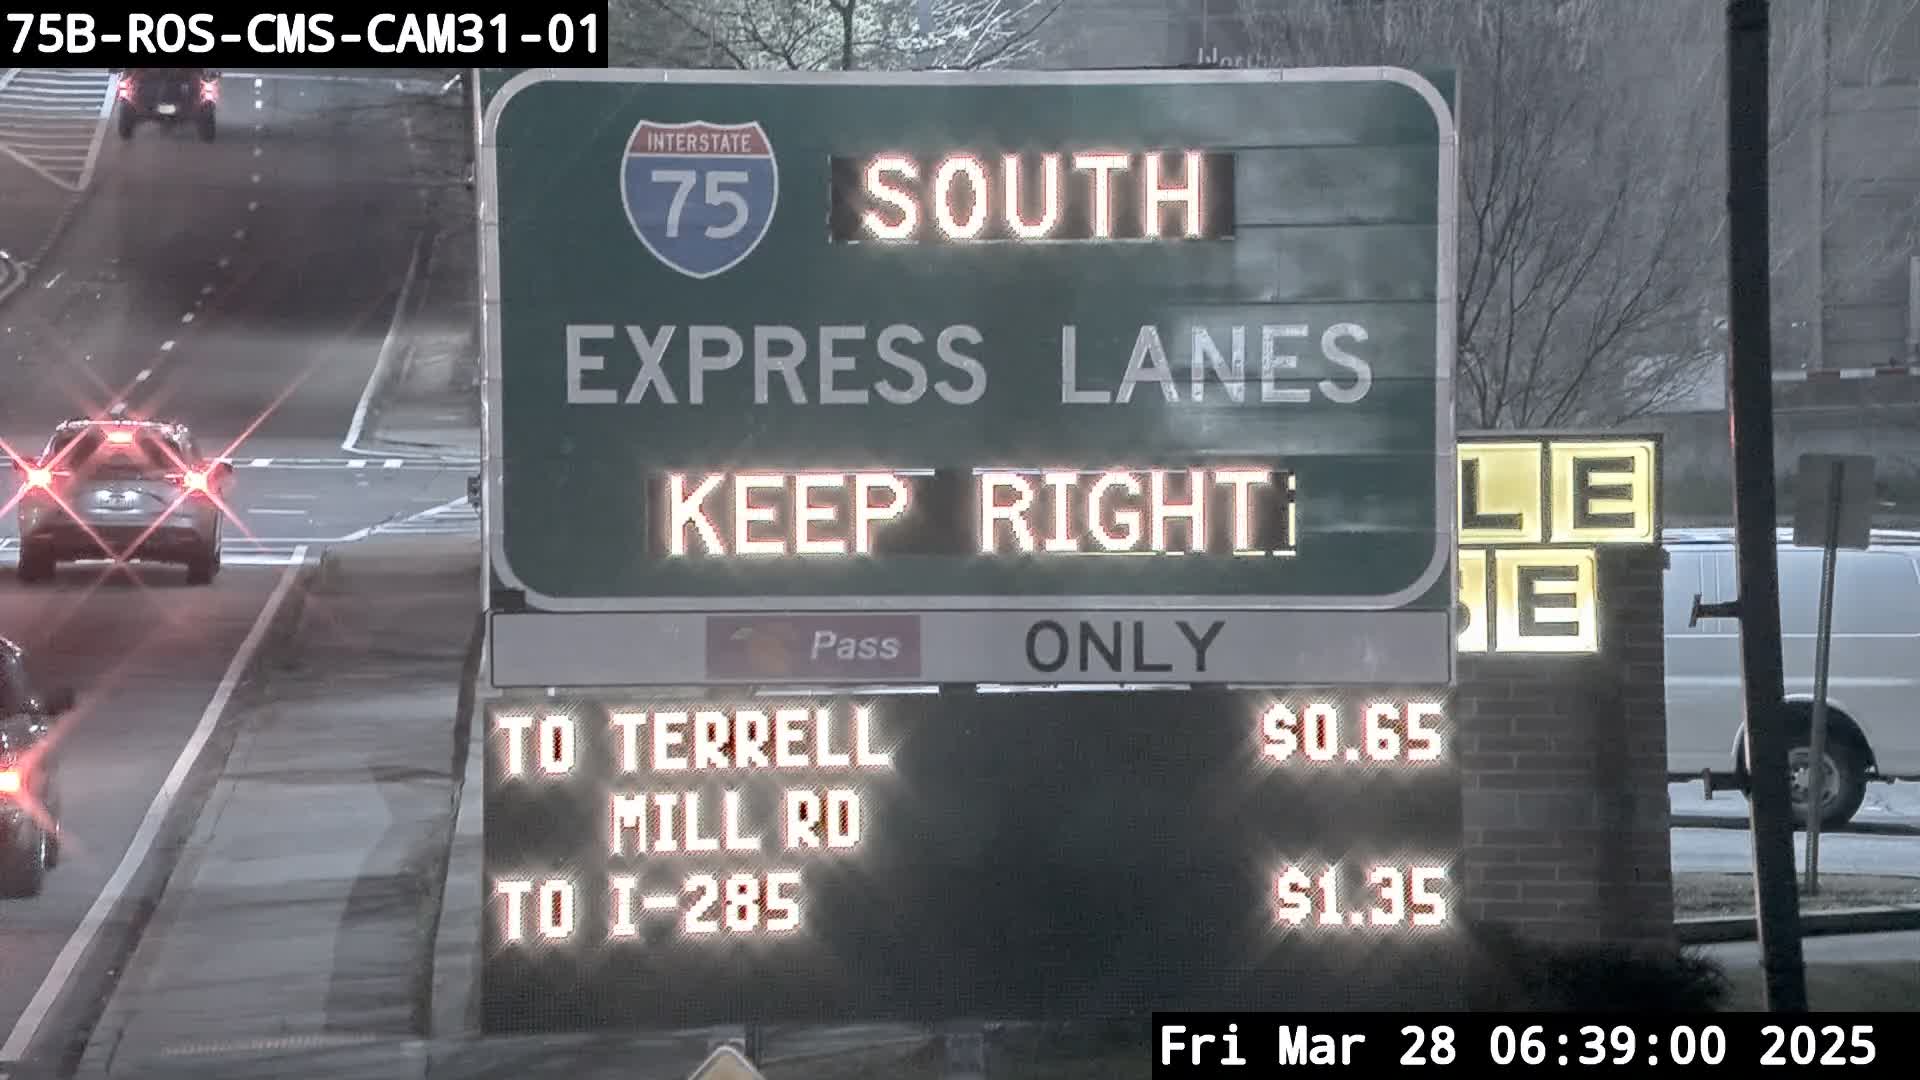 75B-ROS-CMS-CAM31-01
INTERSTATE
75
SOUTH
EXPRESS LANES
KEEP RIGHT
Pass ONLY
TO TERRELL $0.65
MILL RD
TO I-285 $1.35
LE
E
Fri Mar 28 06:39:00 2025